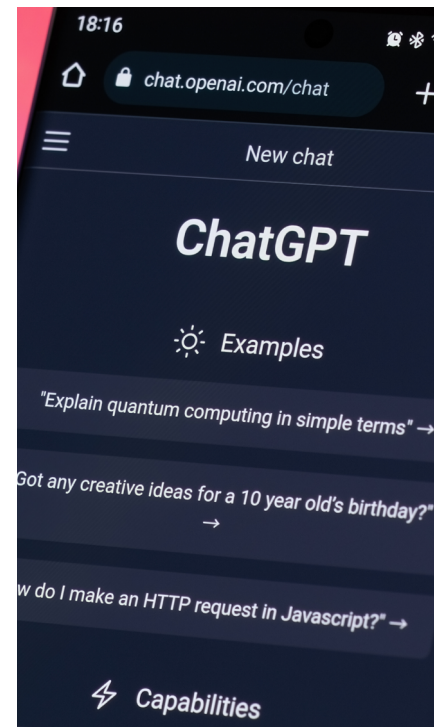 18:16
chat.openai.com/chat
New chat
ChatGPT
Examples
"Explain quantum computing in simple terms" →
Got any creative ideas for a 10 year old's birthday?"
→
w do I make an HTTP request in Javascript?" →
Capabilities